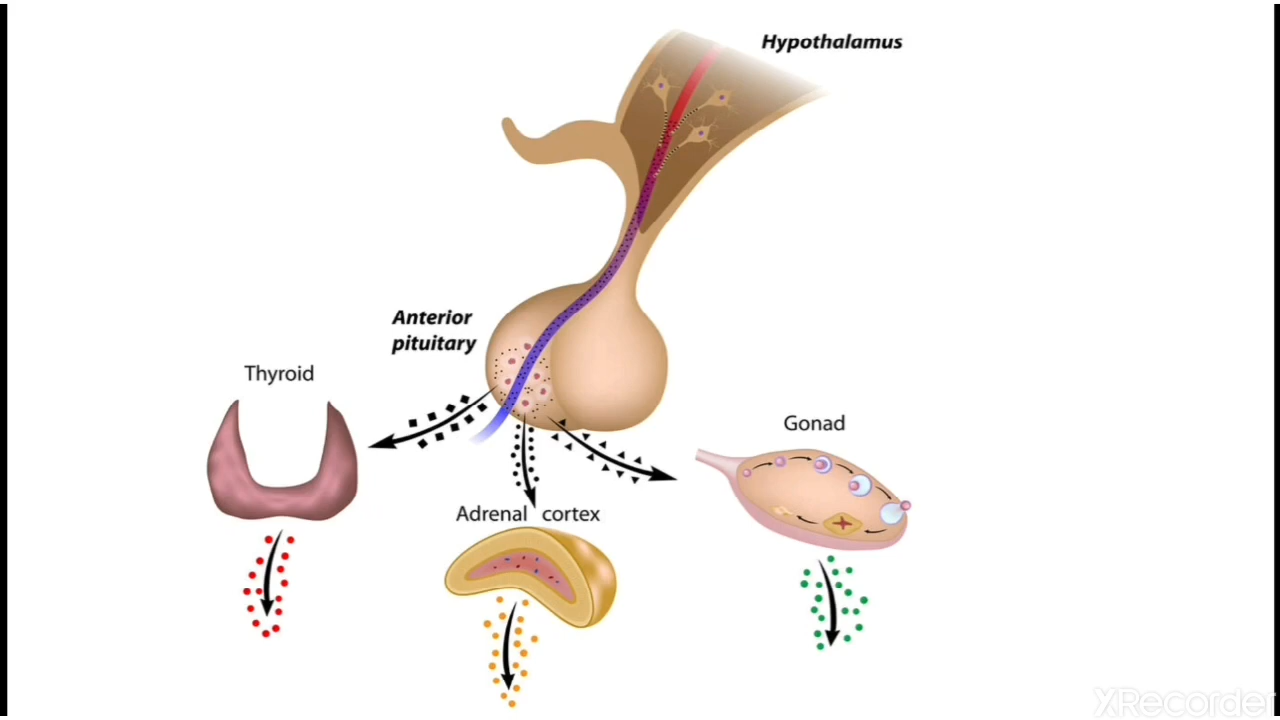 Hypothalamus
Anterior
pituitary
Thyroid
Gonad
Adrenal cortex
XRecorder